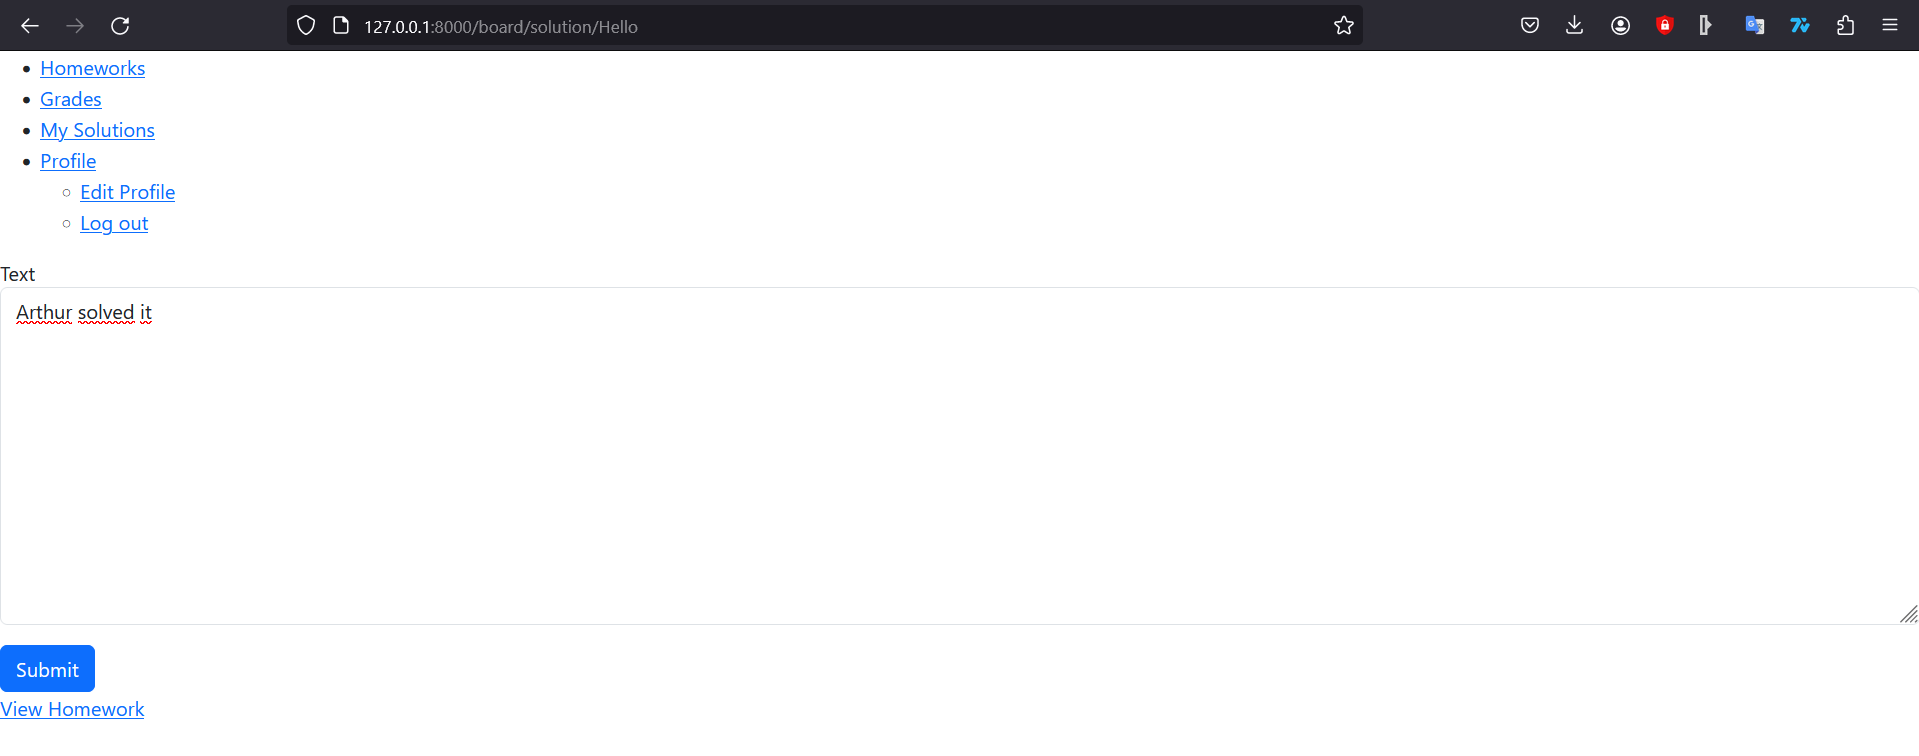 127.0.0.1:8000/board/solution/Hello
Homeworks
Grades
My Solutions
Profile
Edit Profile
Log out
Text
Arthur solved it
Submit
View Homework